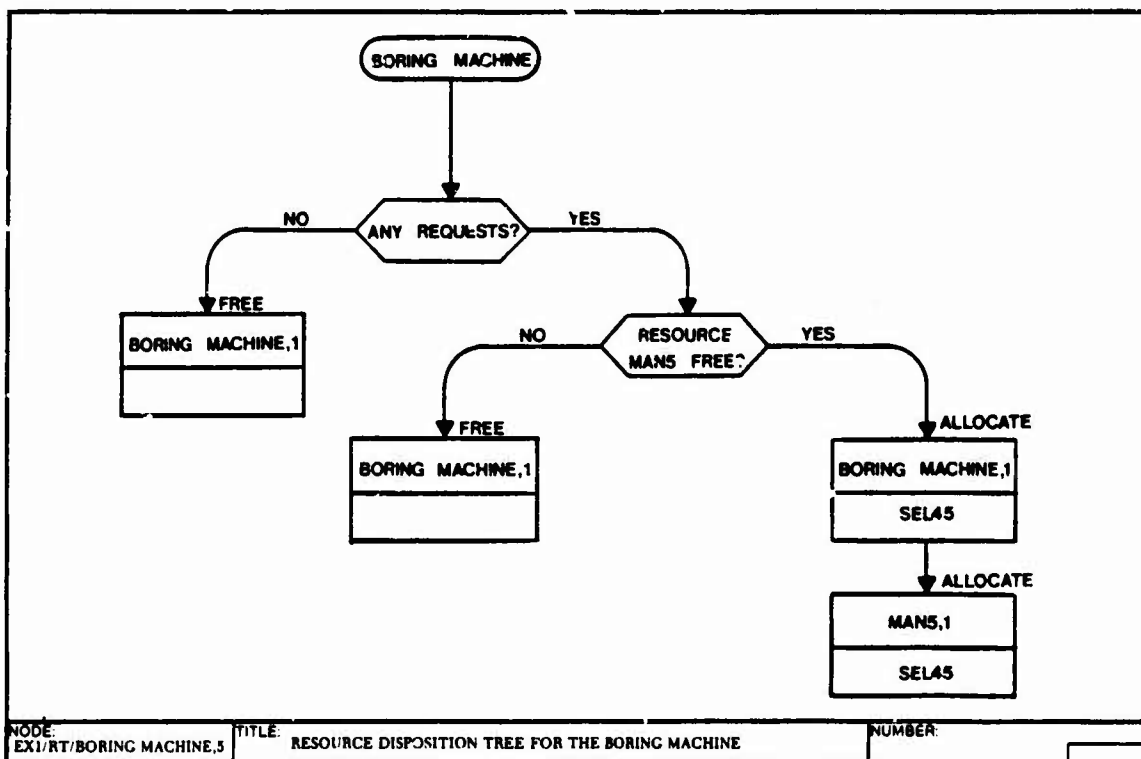 BORING MACHINE
ANY REQUESTS?
NO
YES
FREE
BORING MACHINE,1
RESOURCE
MAN5 FREE?
NO
YES
FREE
BORING MACHINE,1
ALLOCATE
BORING MACHINE,1
SEL45
ALLOCATE
MAN5,1
SEL45
NODE:
EX1/RT/BORING MACHINE,5
TITLE:
RESOURCE DISPOSITION TREE FOR THE BORING MACHINE
NUMBER: